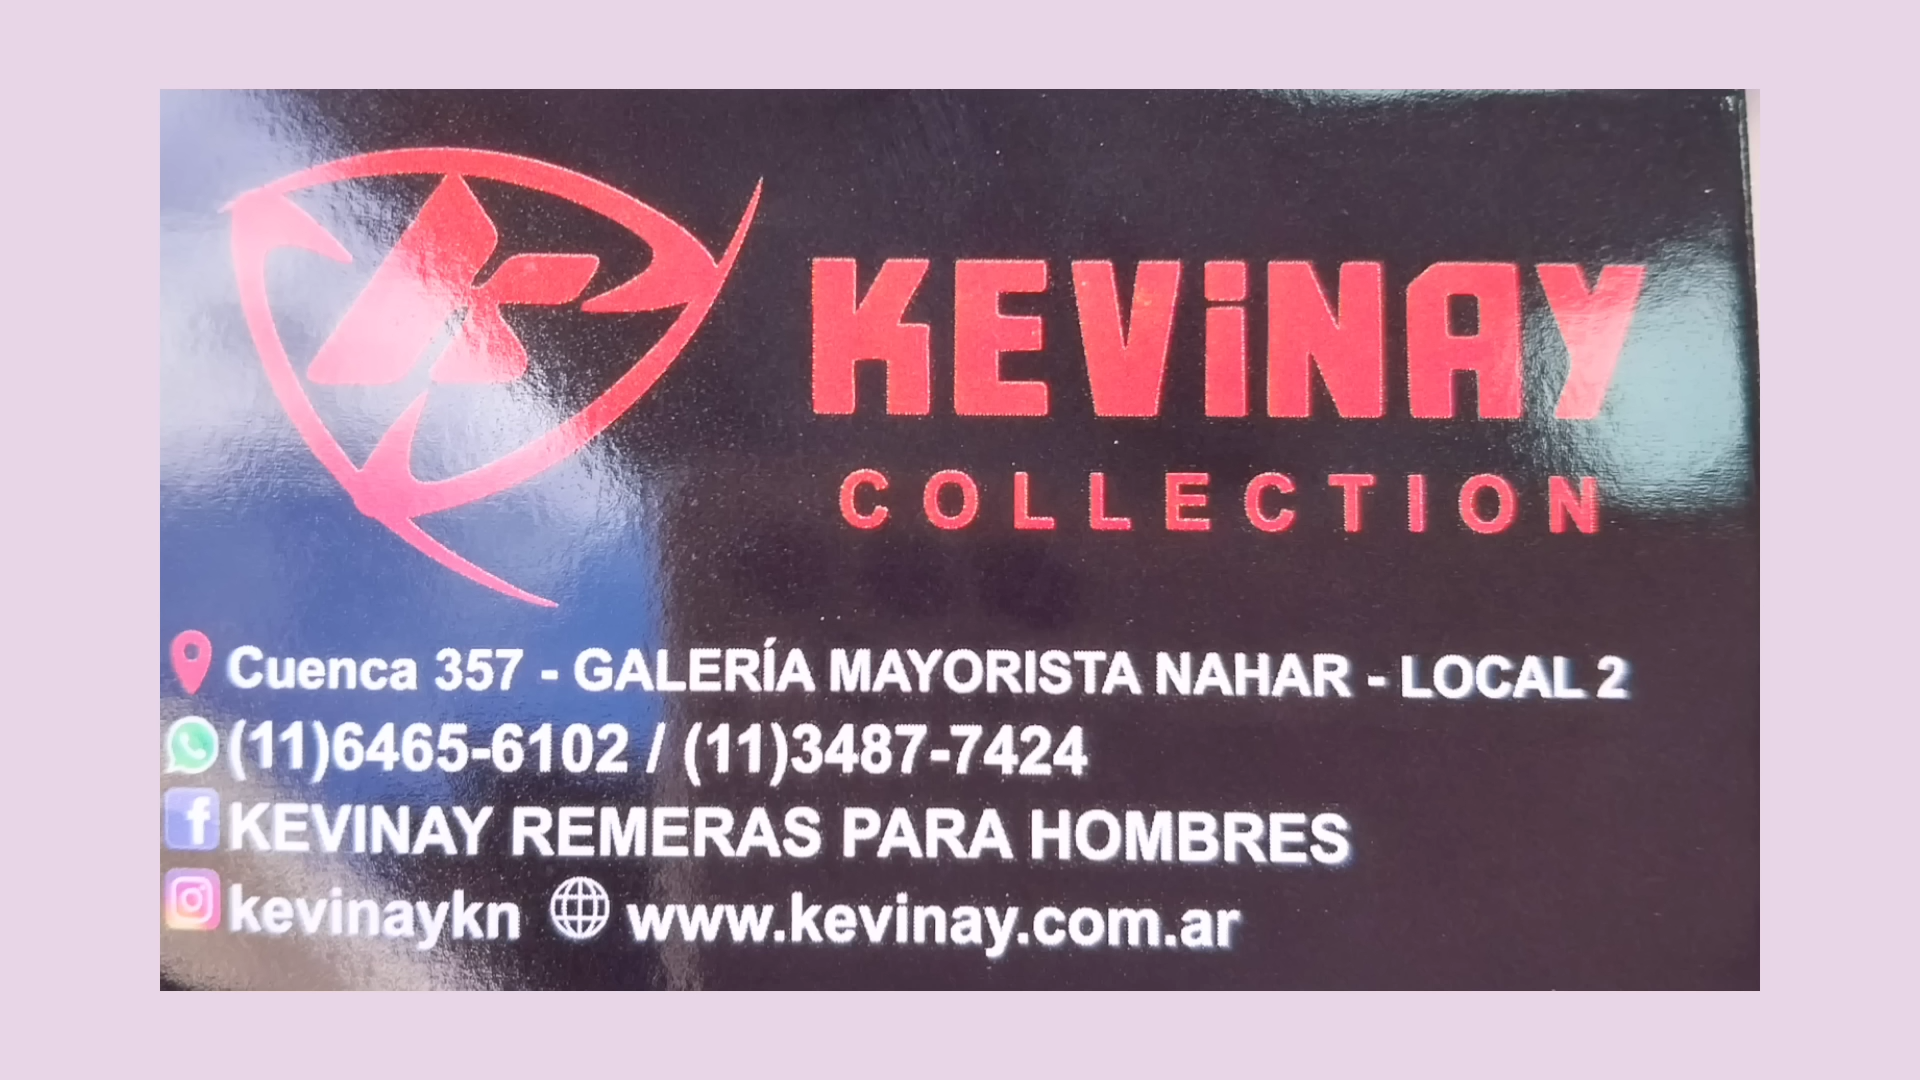 KEViNAY
COLLECTION
Cuenca 357 - GALERÍA MAYORISTA NAHAR - LOCAL 2
(11)6465-6102 / (11)3487-7424
KEVINAY REMERAS PARA HOMBRES
kevinaykn www.kevinay.com.ar